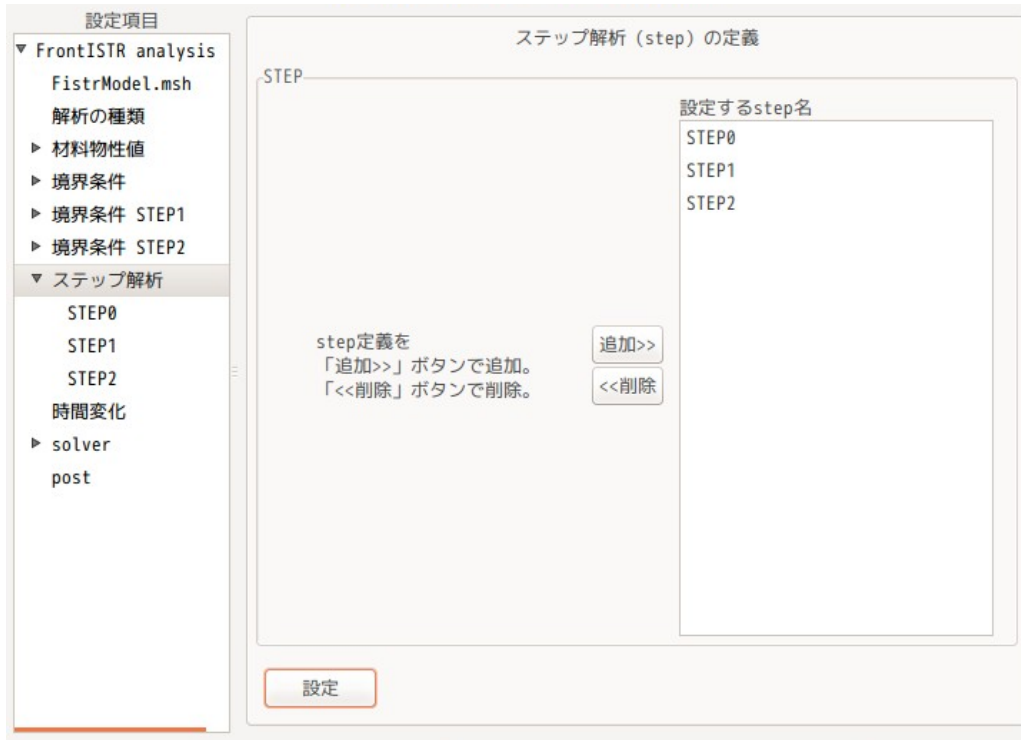 設定項目
FrontISTR analysis
FistrModel.msh
解析の種類
材料物性値
境界条件
境界条件 STEP1
境界条件 STEP2
ステップ解析
STEP0
STEP1
STEP2
時間変化
solver
post
ステップ解析 (step) の定義
STEP
step定義を
「追加>>」ボタンで追加。
「<<削除」ボタンで削除。
追加>>
<<削除
設定するstep名
STEP0
STEP1
STEP2
設定